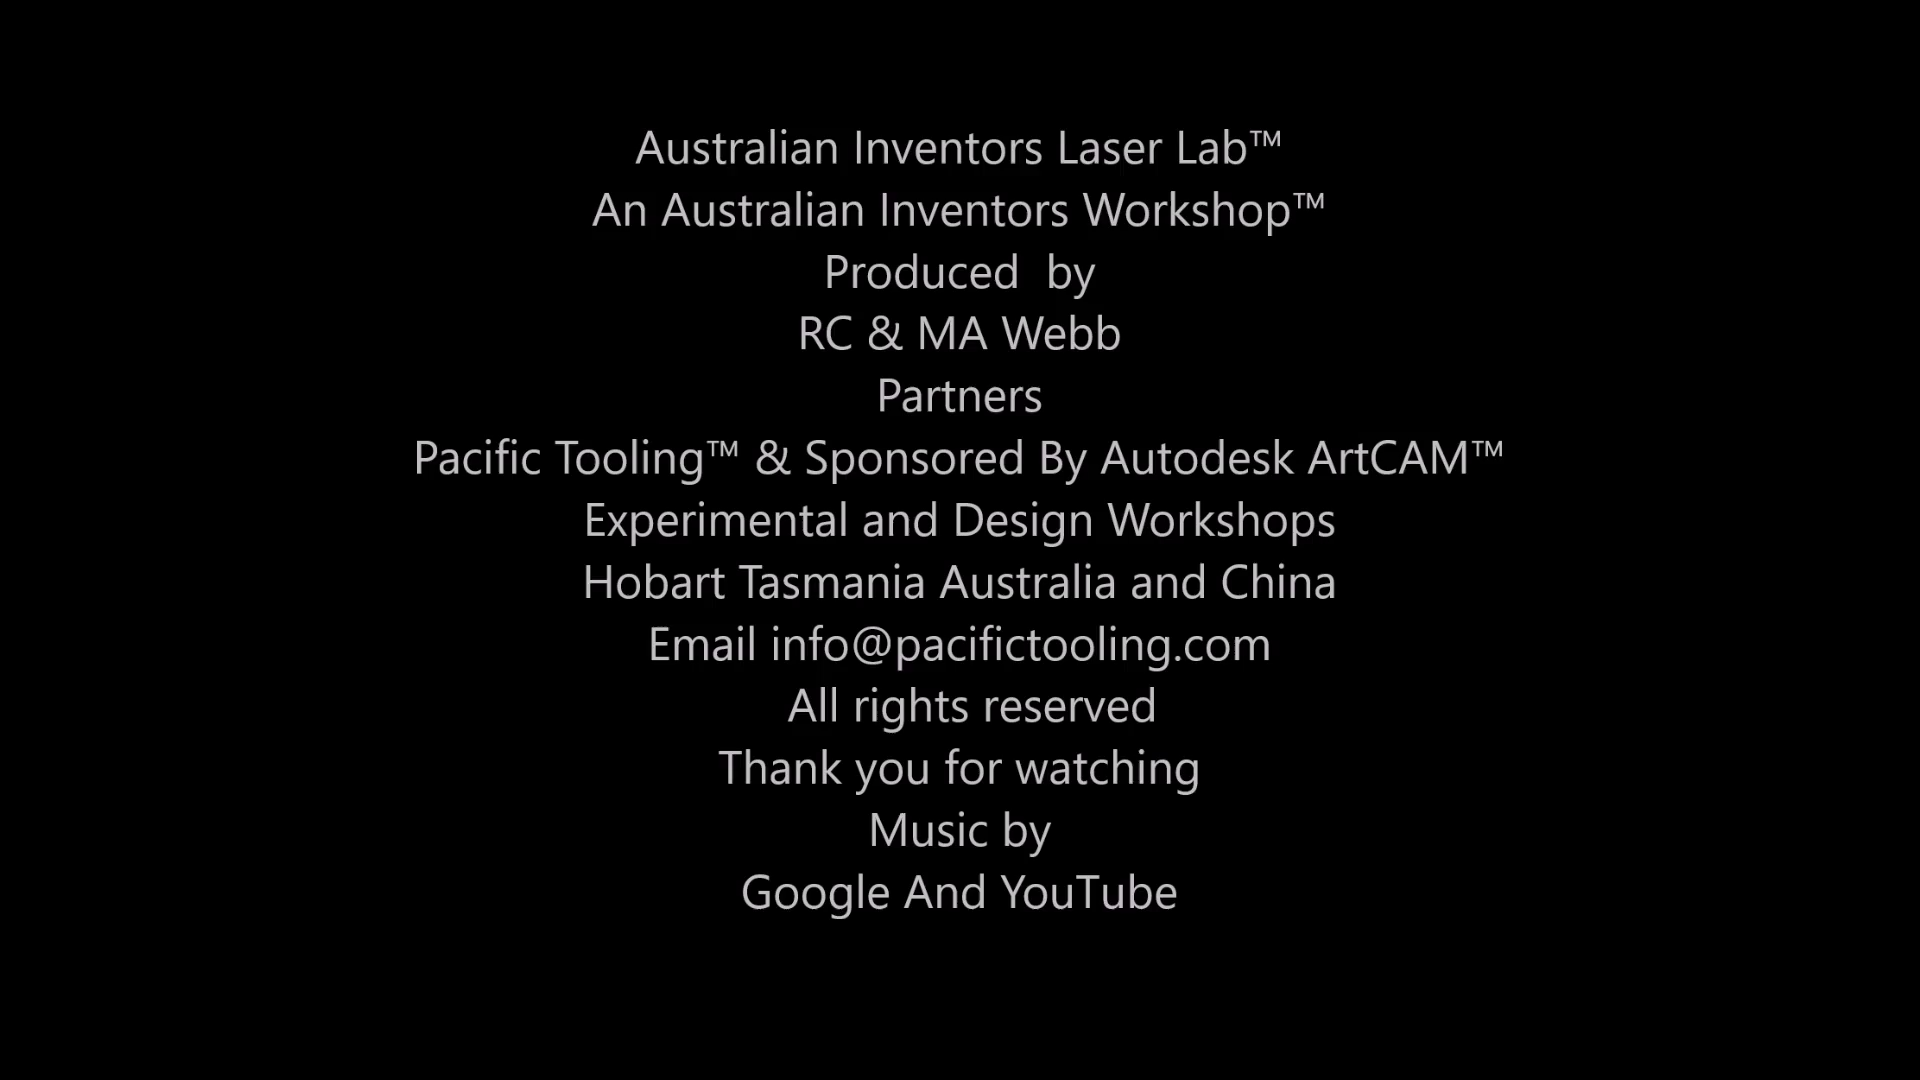 Australian Inventors Laser Lab™
An Australian Inventors Workshop™
Produced  by
RC & MA Webb
Partners
Pacific Tooling™ & Sponsored By Autodesk ArtCAM™
Experimental and Design Workshops
Hobart Tasmania Australia and China
Email info@pacifictooling.com
All rights reserved
Thank you for watching
Music by
Google And YouTube